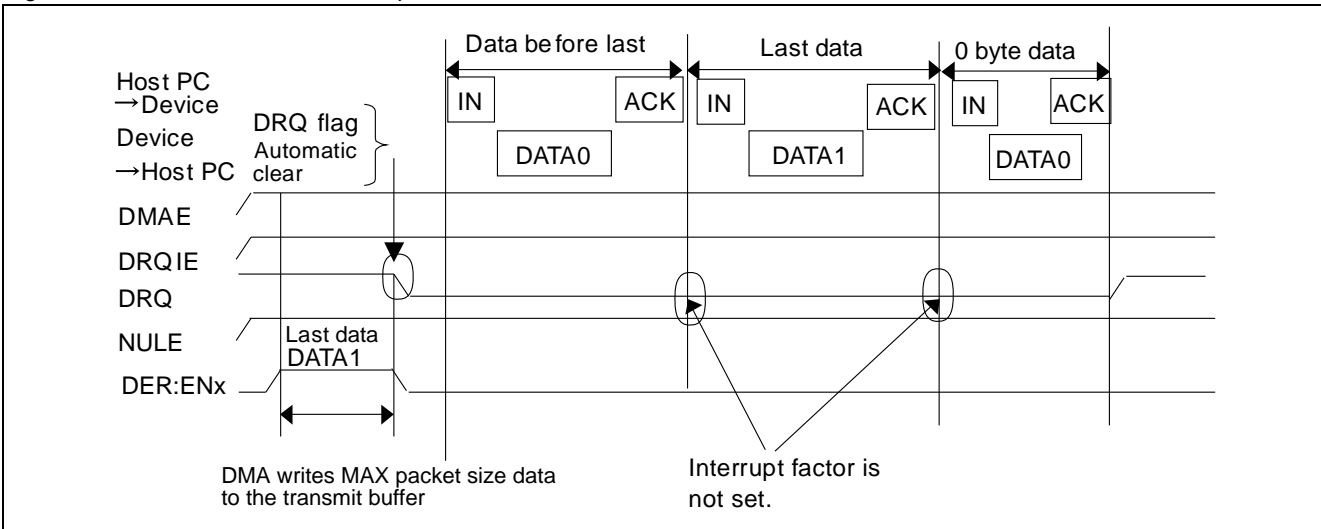 Data before last
Last data
0 byte data
Host PC
→Device
IN
ACK
IN
ACK
IN
ACK
DRQ flag
Device
Automatic
DATA0
DATA1
DATA0
→Host PC
clear
DMAE
DRQIE
DRQ
NULE
Last data
DATA1
DER:ENx
DMA writes MAX packet size data
to the transmit buffer
Interrupt factor is
not set.